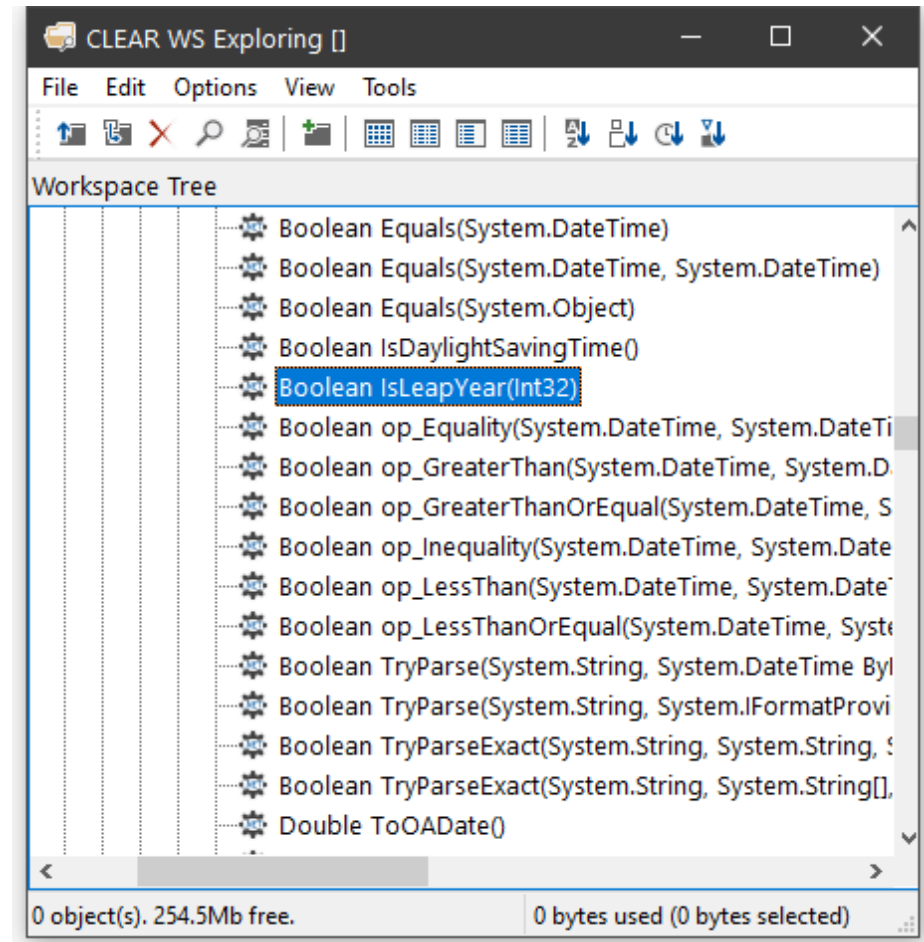 CLEAR WS Exploring []
File Edit Options View Tools
Workspace Tree
Boolean Equals(System.DateTime)
Boolean Equals(System.DateTime, System.DateTime)
Boolean Equals(System.Object)
Boolean IsDaylightSavingTime()
Boolean IsLeapYear(Int32)
Boolean op_Equality(System.DateTime, System.DateTi
Boolean op_GreaterThan(System.DateTime, System.D
Boolean op_GreaterThanOrEqual(System.DateTime, S
Boolean op_Inequality(System.DateTime, System.Date
Boolean op_LessThan(System.DateTime, System.Date
Boolean op_LessThanOrEqual(System.DateTime, Syste
Boolean TryParse(System.String, System.DateTime By
Boolean TryParse(System.String, System.IFormatProvi
Boolean TryParseExact(System.String, System.String,
Boolean TryParseExact(System.String, System.String[],
Double ToOADate()
0 object(s). 254.5Mb free. 0 bytes used (0 bytes selected)